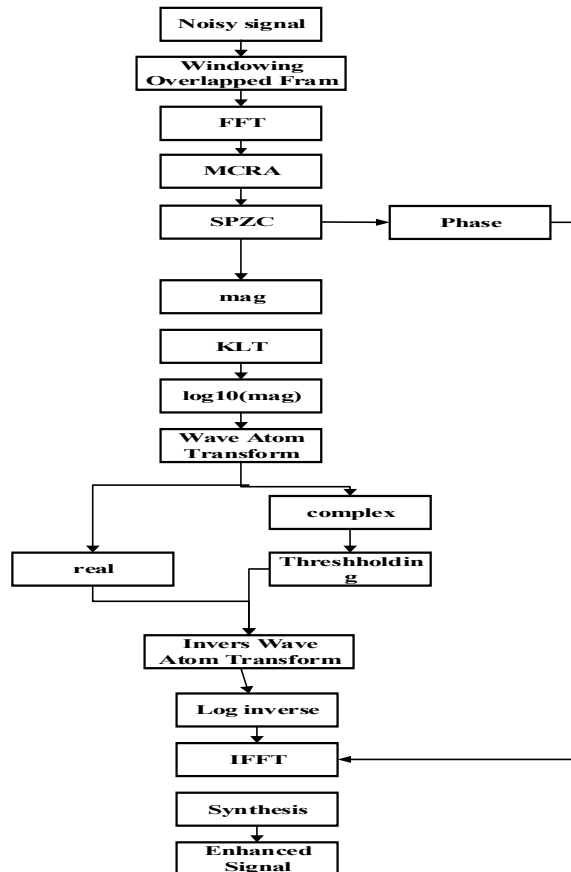 Noisy signal
Windowing
Overlapped Fram
FFT
MCRA
SPZC
Phase
mag
KLT
log10(mag)
Wave Atom
Transform
complex
real
Threshholdin
g
Invers Wave
Atom Transform
Log inverse
IFFT
Synthesis
Enhanced
Signal